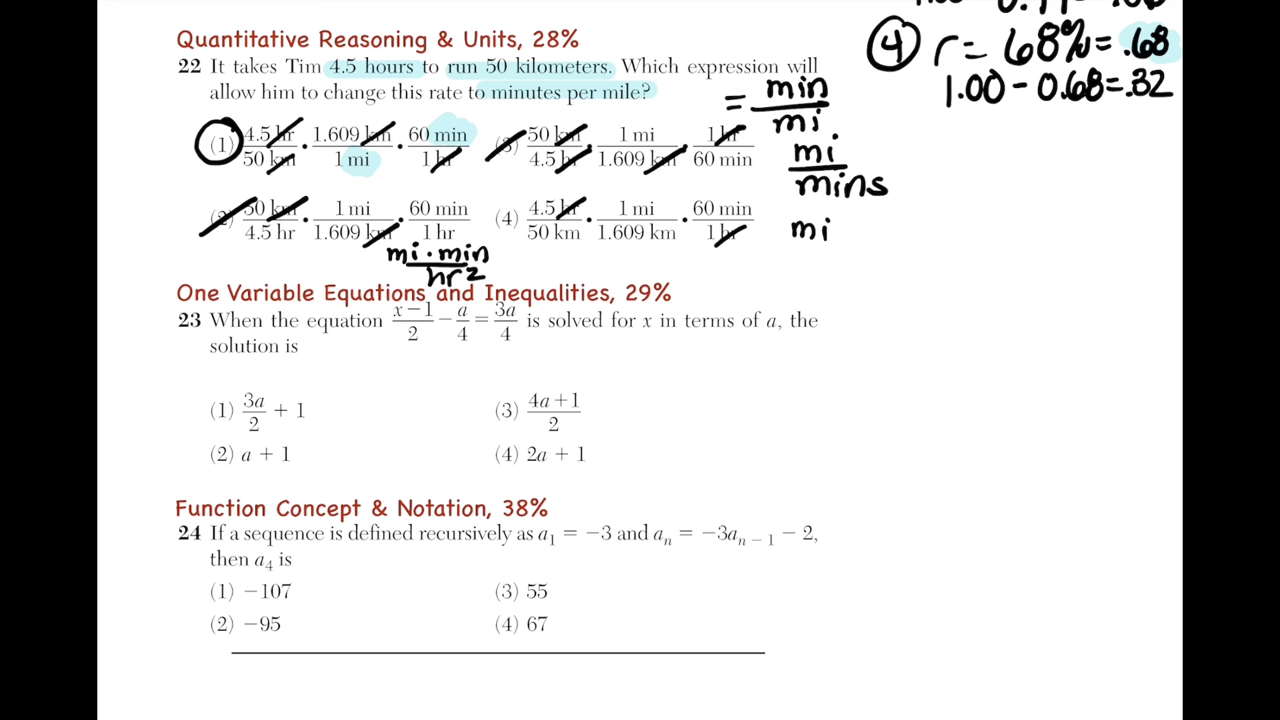 ④ r = 68% = .68
1.00 - 0.68 = .32
Quantitative Reasoning & Units, 28%
22 It takes Tim 4.5 hours to run 50 kilometers. Which expression will
allow him to change this rate to minutes per mile?
= min/mi
(1) 4.5 hr/50 km • 1.609 km/1 mi • 60 min/1 hr
(3) 50 km/4.5 hr • 1 mi/1.609 km • 1 hr/60 min
mi/mins
(2) 50 km/4.5 hr • 1 mi/1.609 km • 60 min/1 hr
(4) 4.5 hr/50 km • 1 mi/1.609 km • 60 min/1 hr
mi
mi · min/hr²
One Variable Equations and Inequalities, 29%
23 When the equation (x – 1)/2 – a/4 = 3a/4 is solved for x in terms of a, the
solution is
(1) 3a/2 + 1
(3) (4a + 1)/2
(2) a + 1
(4) 2a + 1
Function Concept & Notation, 38%
24 If a sequence is defined recursively as a₁ = −3 and aₙ = −3aₙ₋₁ − 2,
then a₄ is
(1) −107
(3) 55
(2) −95
(4) 67